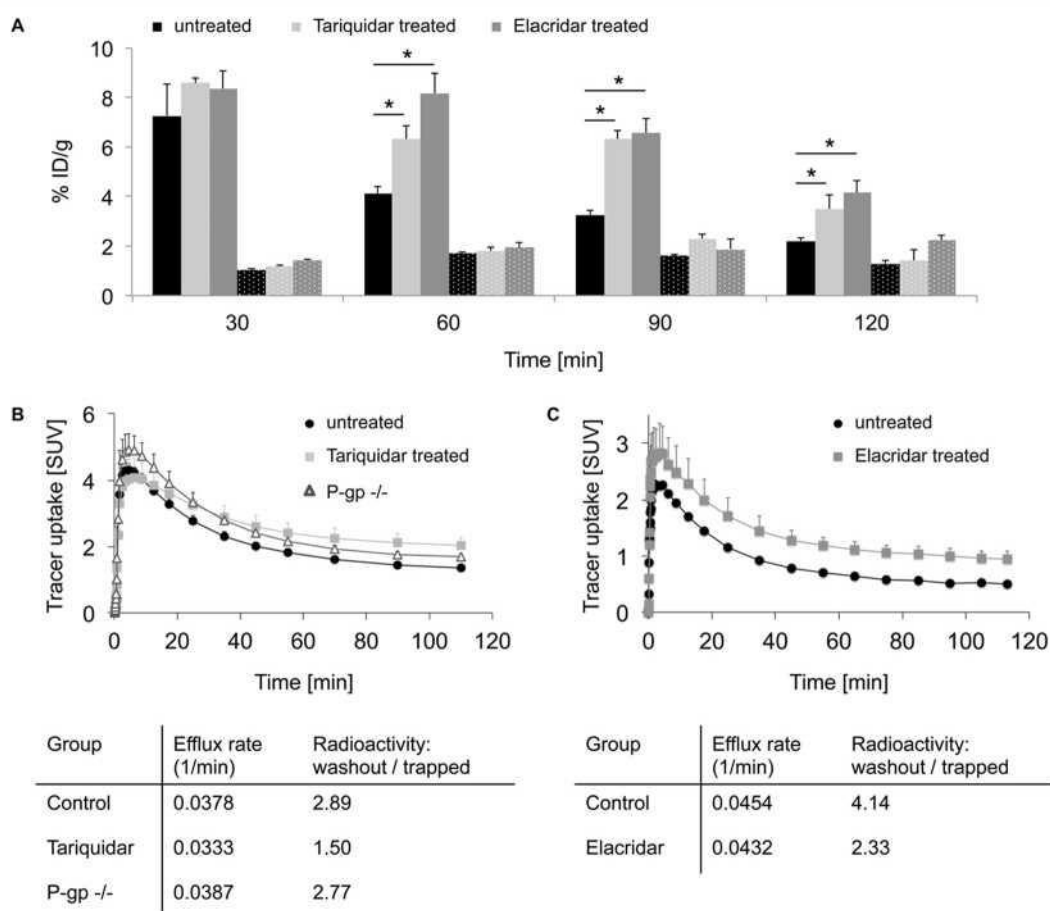 A
untreated Tariquidar treated Elacridar treated
10
8
6
4
2
0
% ID/g
* * * * * *
30 60 90 120
Time [min]
B
untreated
Tariquidar treated
P-gp -/-
6
4
2
0
Tracer uptake [SUV]
0 20 40 60 80 100 120
Time [min]
Group Efflux rate (1/min) Radioactivity: washout / trapped
Control 0.0378 2.89
Tariquidar 0.0333 1.50
P-gp -/- 0.0387 2.77
C
untreated
Elacridar treated
3
2
1
0
Tracer uptake [SUV]
0 20 40 60 80 100 120
Time [min]
Group Efflux rate (1/min) Radioactivity: washout / trapped
Control 0.0454 4.14
Elacridar 0.0432 2.33